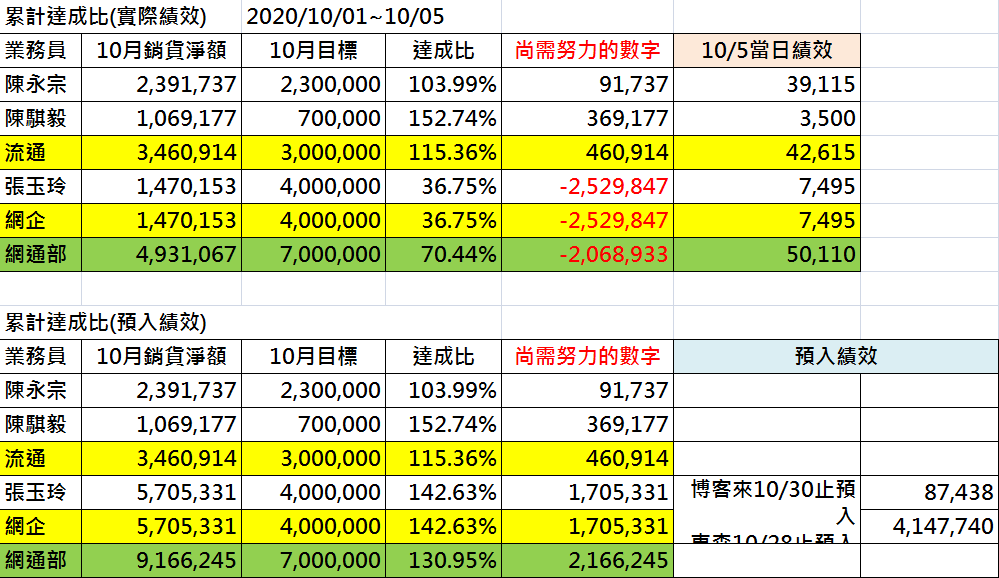 累計達成比(實際績效) 2020/10/01~10/05
業務員 10月銷貨淨額 10月目標 達成比 尚需努力的數字 10/5當日績效
陳永宗 2,391,737 2,300,000 103.99% 91,737 39,115
陳騏毅 1,069,177 700,000 152.74% 369,177 3,500
流通 3,460,914 3,000,000 115.36% 460,914 42,615
張玉玲 1,470,153 4,000,000 36.75% -2,529,847 7,495
網企 1,470,153 4,000,000 36.75% -2,529,847 7,495
網通部 4,931,067 7,000,000 70.44% -2,068,933 50,110
累計達成比(預入績效)
業務員 10月銷貨淨額 10月目標 達成比 尚需努力的數字 預入績效
陳永宗 2,391,737 2,300,000 103.99% 91,737
陳騏毅 1,069,177 700,000 152.74% 369,177
流通 3,460,914 3,000,000 115.36% 460,914
張玉玲 5,705,331 4,000,000 142.63% 1,705,331 博客來10/30止預 87,438
入
網企 5,705,331 4,000,000 142.63% 1,705,331 4,147,740
10/28止預入
網通部 9,166,245 7,000,000 130.95% 2,166,245